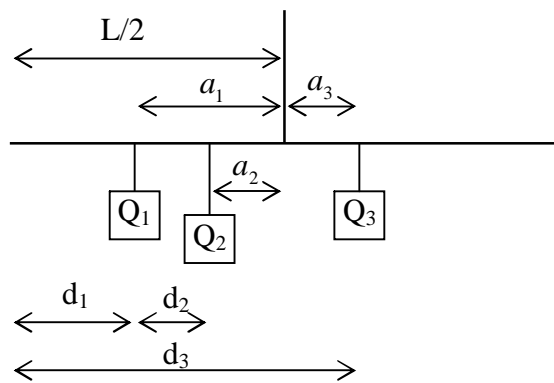 L/2
a₁ a₃
a₂
Q₁ Q₂ Q₃
d₁ d₂
d₃